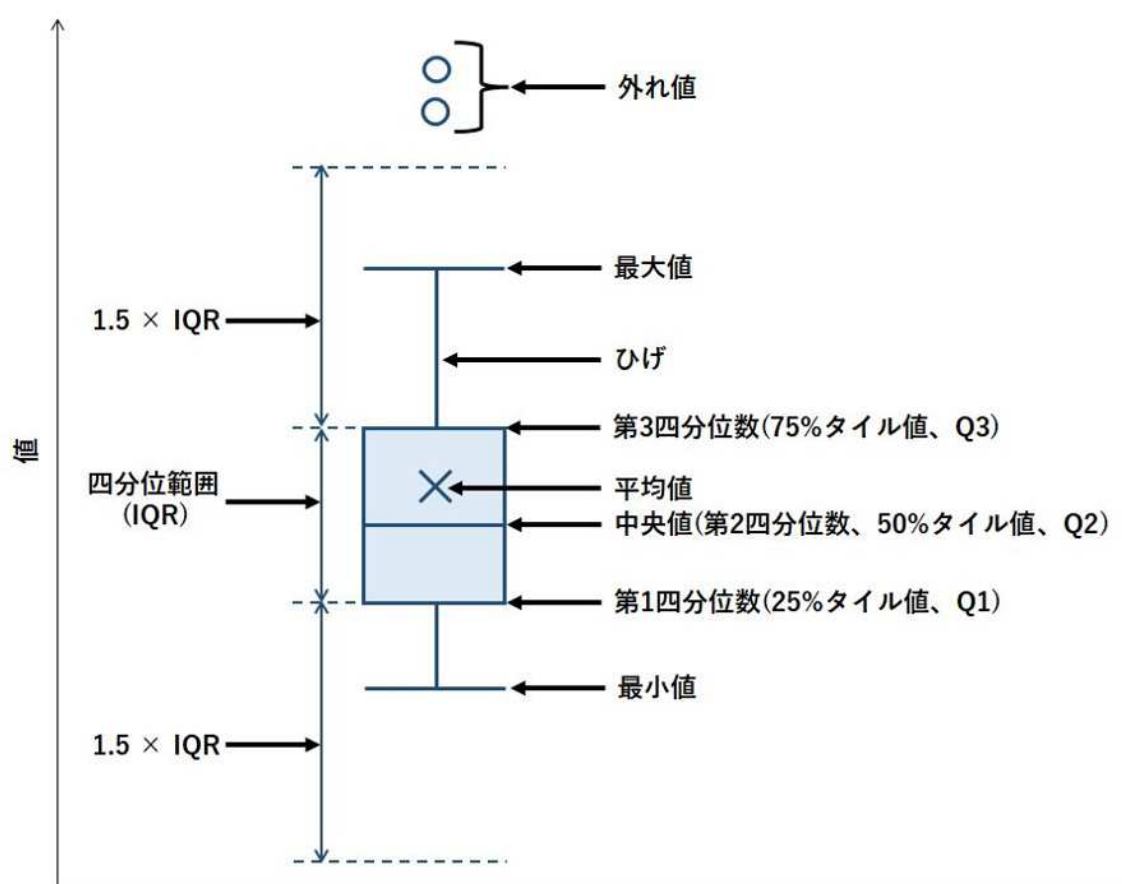 外れ値
最大値
1.5 × IQR
ひげ
値
第3四分位数(75%タイル値、Q3)
四分位範囲
(IQR)
平均値
中央値(第2四分位数、50%タイル値、Q2)
第1四分位数(25%タイル値、Q1)
最小値
1.5 × IQR